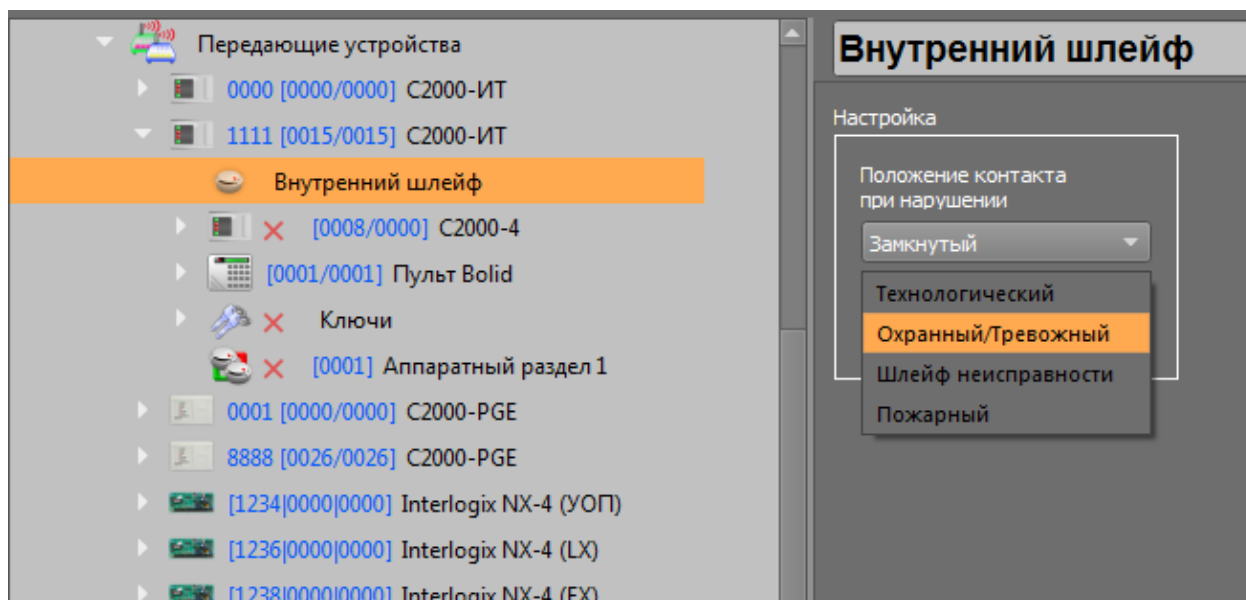 Передающие устройства
0000 [0000/0000] С2000-ИТ
1111 [0015/0015] С2000-ИТ
Внутренний шлейф
[0008/0000] С2000-4
[0001/0001] Пульт Bolid
Ключи
[0001] Аппаратный раздел 1
0001 [0000/0000] С2000-PGE
8888 [0026/0026] С2000-PGE
[1234|0000|0000] Interlogix NX-4 (УОП)
[1236|0000|0000] Interlogix NX-4 (LX)
[1238|0000|0000] Interlogix NX-4 (FX)
Внутренний шлейф
Настройка
Положение контакта
при нарушении
Замкнутый
Технологический
Охранный/Тревожный
Шлейф неисправности
Пожарный